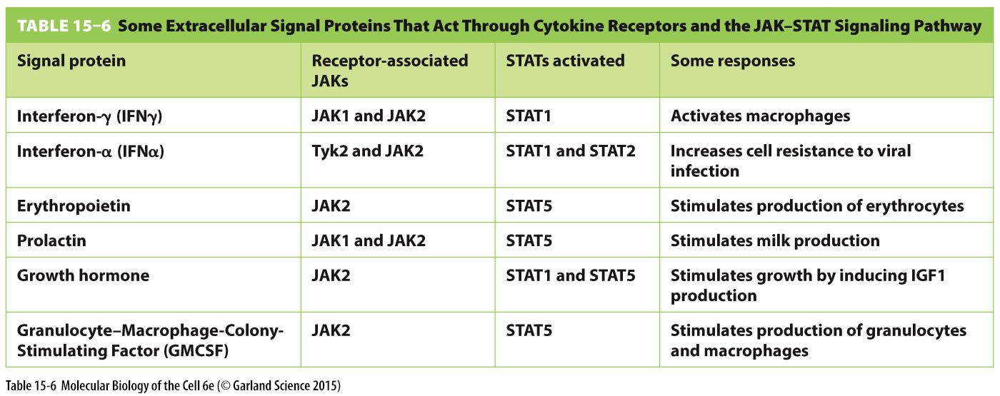 TABLE 15–6 Some Extracellular Signal Proteins That Act Through Cytokine Receptors and the JAK–STAT Signaling Pathway
Signal protein
Receptor-associated
JAKs
STATs activated
Some responses
Interferon-γ (IFNγ)
JAK1 and JAK2
STAT1
Activates macrophages
Interferon-α (IFNα)
Tyk2 and JAK2
STAT1 and STAT2
Increases cell resistance to viral
infection
Erythropoietin
JAK2
STAT5
Stimulates production of erythrocytes
Prolactin
JAK1 and JAK2
STAT5
Stimulates milk production
Growth hormone
JAK2
STAT1 and STAT5
Stimulates growth by inducing IGF1
production
Granulocyte–Macrophage-Colony-
Stimulating Factor (GMCSF)
JAK2
STAT5
Stimulates production of granulocytes
and macrophages
Table 15-6 Molecular Biology of the Cell 6e (© Garland Science 2015)